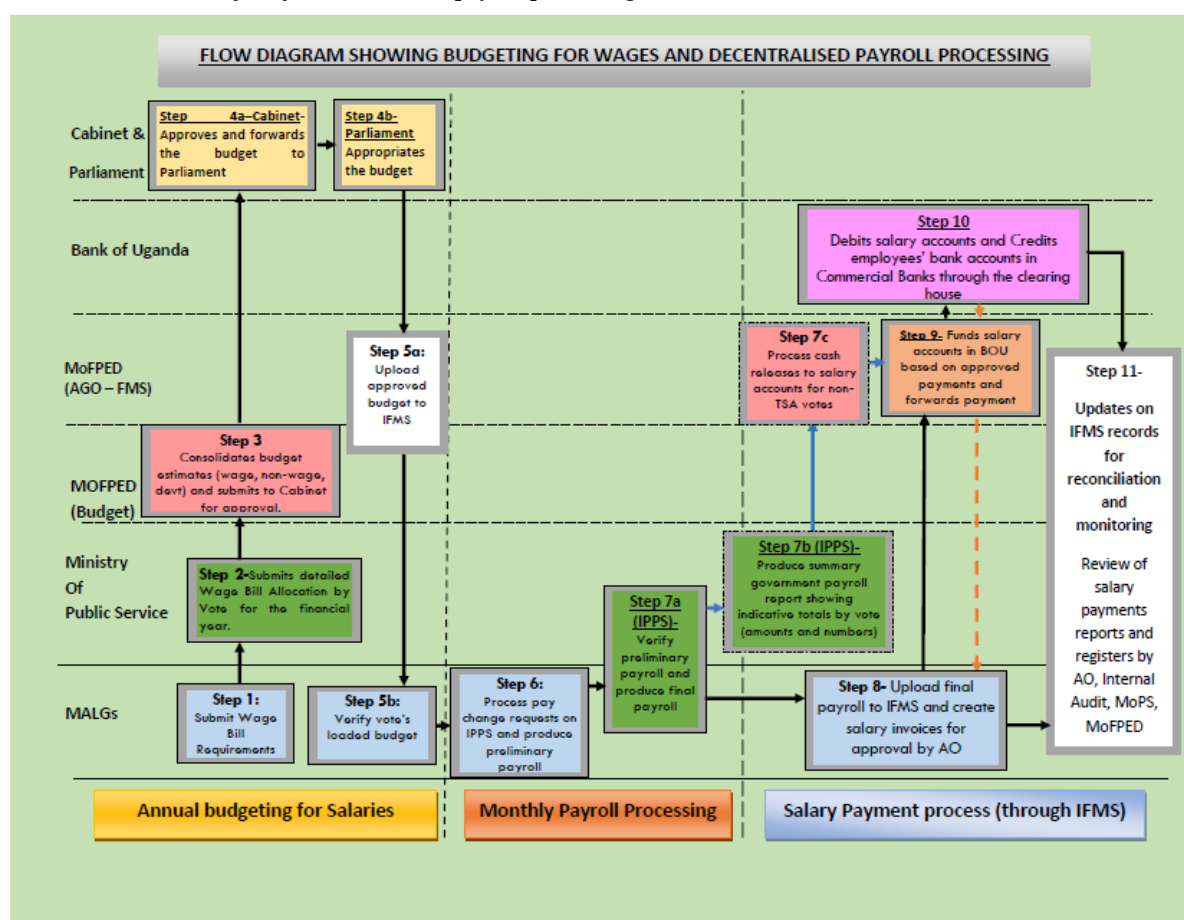 FLOW DIAGRAM SHOWING BUDGETING FOR WAGES AND DECENTRALISED PAYROLL PROCESSING
Cabinet &
Parliament
Step 4a–Cabinet-
Approves and forwards
the budget to
Parliament
Step 4b-
Parliament
Appropriates
the budget
Bank of Uganda
Step 10
Debits salary accounts and Credits
employees' bank accounts in
Commercial Banks through the clearing
house
MoFPED
(AGO – FMS)
Step 5a:
Upload
approved
budget to
IFMS
Step 7c
Process cash
releases to salary
accounts for non-
TSA votes
Step 9- Funds salary
accounts in BOU
based on approved
payments and
forwards payment
Step 11-
Updates on
IFMS records
for
reconciliation
and
monitoring
Review of
salary
payments
reports and
registers by
AO, Internal
Audit, MoPS,
MoFPED
MOFPED
(Budget)
Step 3
Consolidates budget
estimates (wage, non-wage,
devt) and submits to Cabinet
for approval.
Ministry
Of
Public Service
Step 2-Submits detailed
Wage Bill Allocation by
Vote for the financial
year.
Step 7a
(IPPS)-
Verify
preliminary
payroll and
produce final
payroll
Step 7b (IPPS)-
Produce summary
government payroll
report showing
indicative totals by vote
(amounts and numbers)
MALGs
Step 1:
Submit Wage
Bill
Requirements
Step 5b:
Verify vote's
loaded budget
Step 6:
Process pay
change requests on
IPPS and produce
preliminary
payroll
Step 8- Upload final
payroll to IFMS and create
salary invoices for
approval by AO
Annual budgeting for Salaries
Monthly Payroll Processing
Salary Payment process (through IFMS)